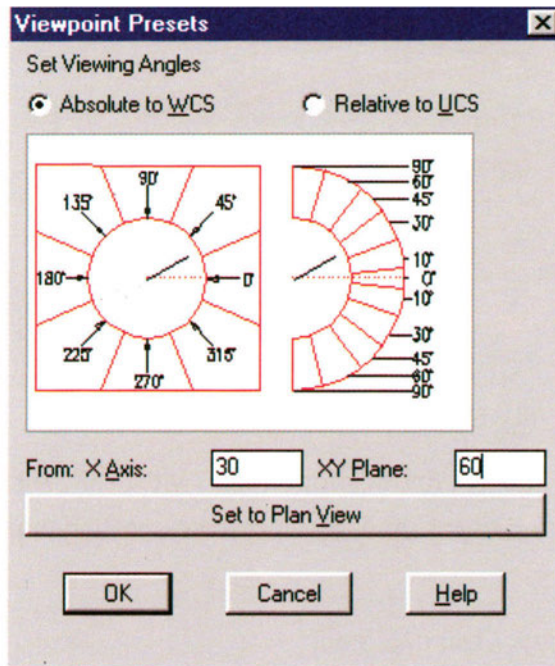 Viewpoint Presets
Set Viewing Angles
Absolute to WCS
Relative to UCS
90°
135°
45°
180°
0°
225°
315°
270°
90°
60°
45°
30°
10°
0°
-10°
-30°
-45°
-60°
-90°
From: X Axis: 30 XY Plane: 60
Set to Plan View
OK Cancel Help